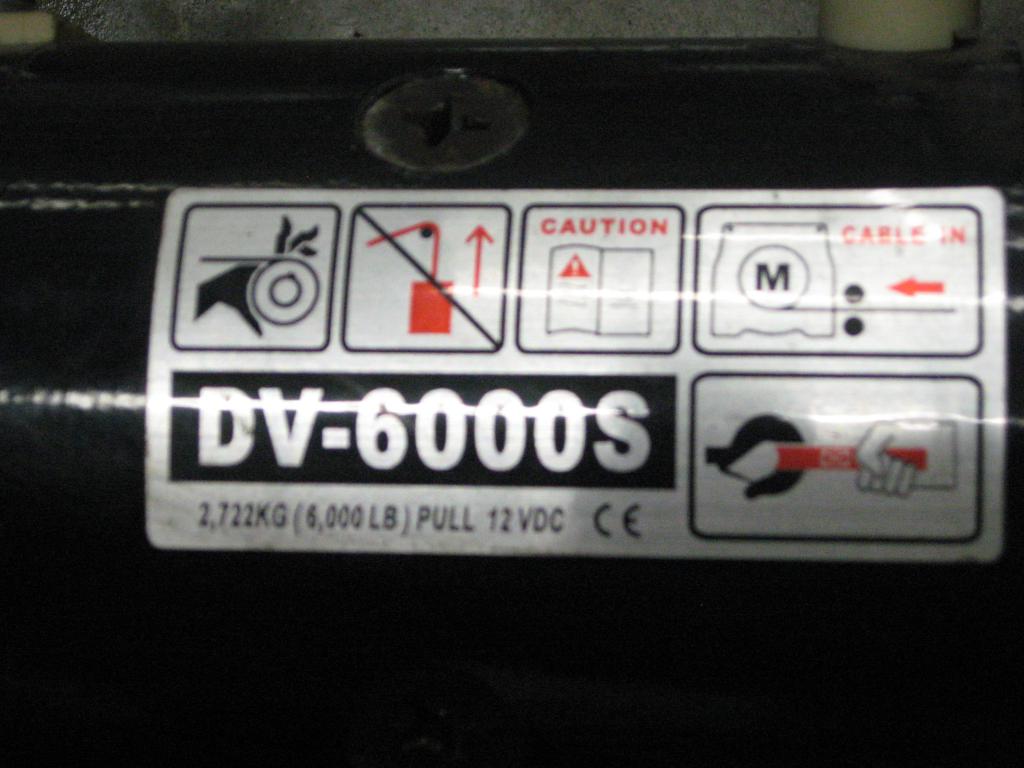 CAUTION
M
CABLE IN
DV-6000S
2,722KG (6,000 LB) PULL 12 VDC CE